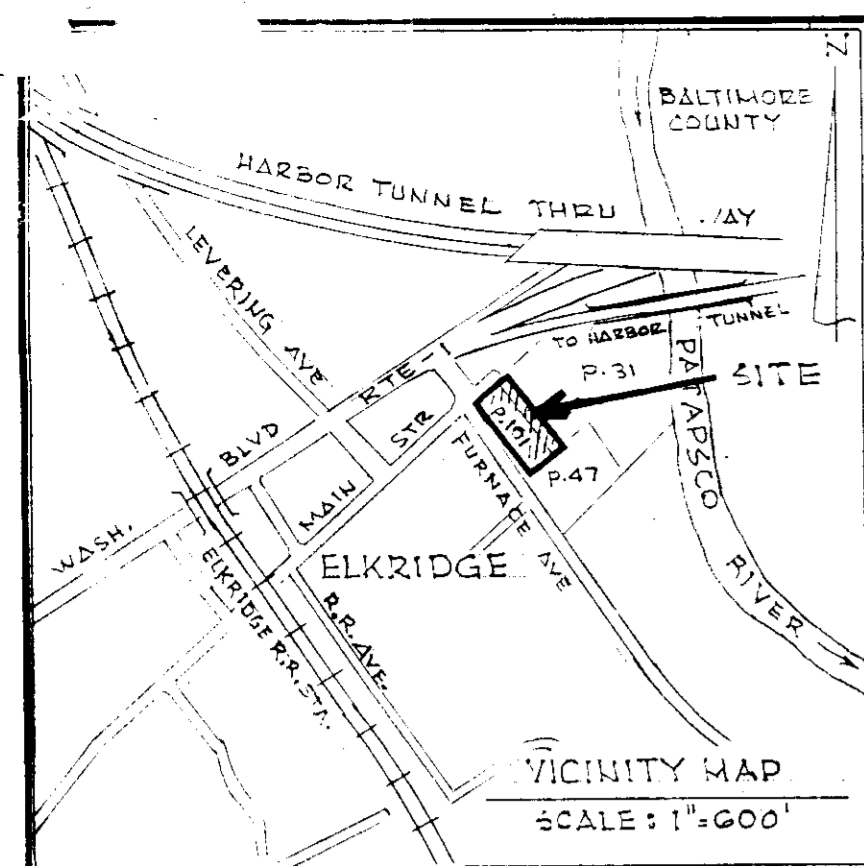 N
BALTIMORE
COUNTY
HARBOR TUNNEL THRU WAY
LEVERING AVE
WASH. BLVD RTE-1
TO HARBOR TUNNEL
P.31
SITE
P.101
MAIN STR
P.47
FURNACE AVE
PATAPSCO RIVER
ELKRIDGE
ELKRIDGE R.R. STA.
R.R. AVE.
VICINITY MAP
SCALE : 1"=600'